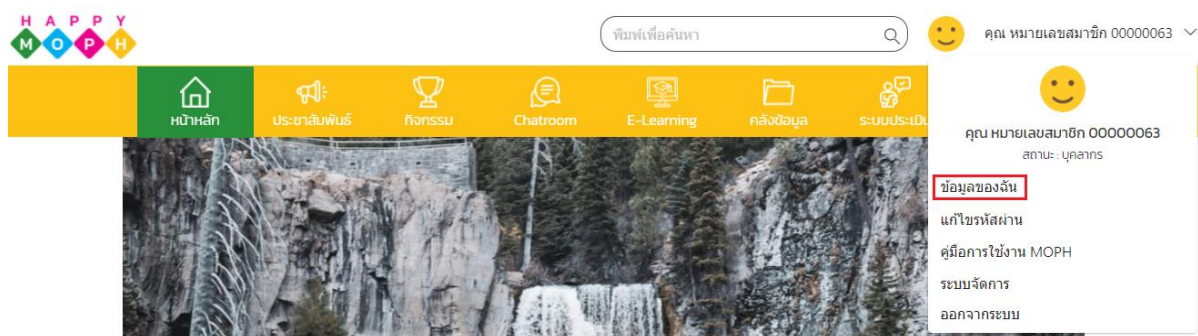 HAPPY
MOPH
พิมพ์เพื่อค้นหา
คุณ หมายเลขสมาชิก 00000063
หน้าหลัก
ประชาสัมพันธ์
กิจกรรม
Chatroom
E-Learning
คลังข้อมูล
ระบบประเมิน
คุณ หมายเลขสมาชิก 00000063
สถานะ : บุคลากร
ข้อมูลของฉัน
แก้ไขรหัสผ่าน
คู่มือการใช้งาน MOPH
ระบบจัดการ
ออกจากระบบ